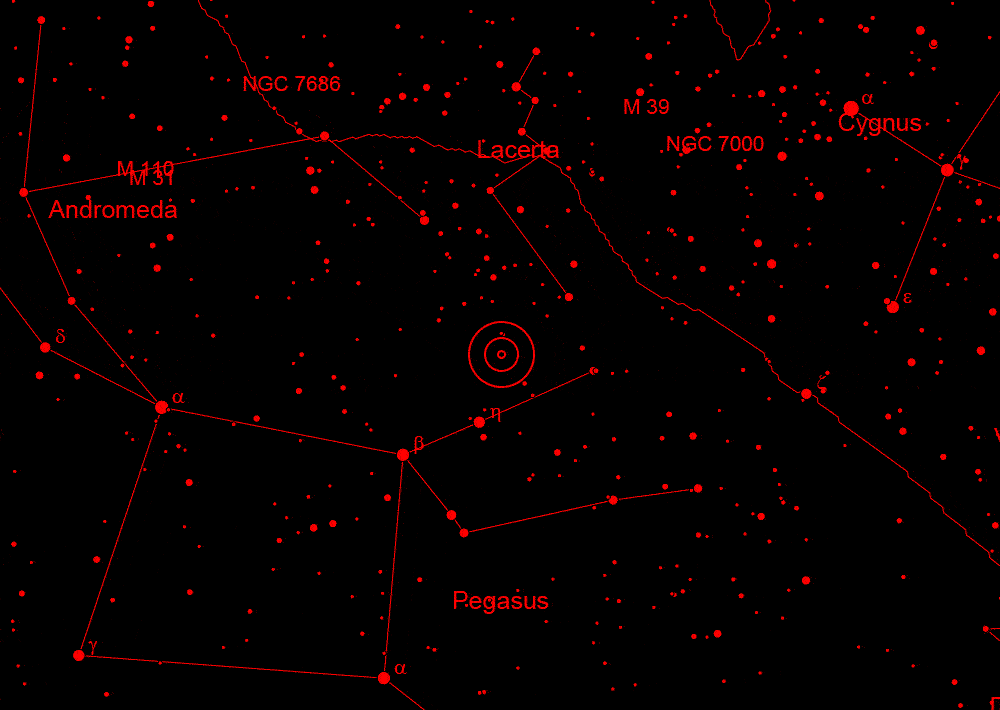 NGC 7686
M 39
α
Cygnus
NGC 7000
Lacerta
γ
M 110
M 31
Andromeda
ε
δ
ζ
α
η
β
Pegasus
γ
α